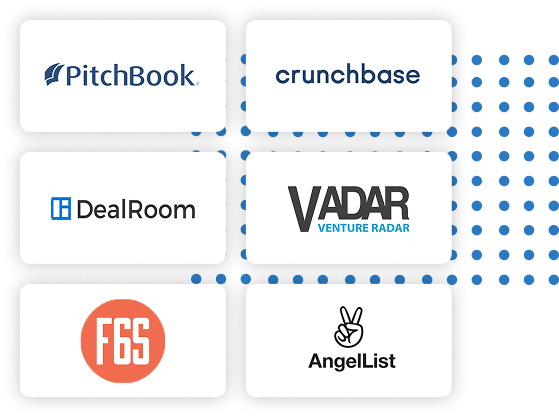 PitchBook®
crunchbase
DealRoom
VADAR
VENTURE RADAR
F6S
AngelList